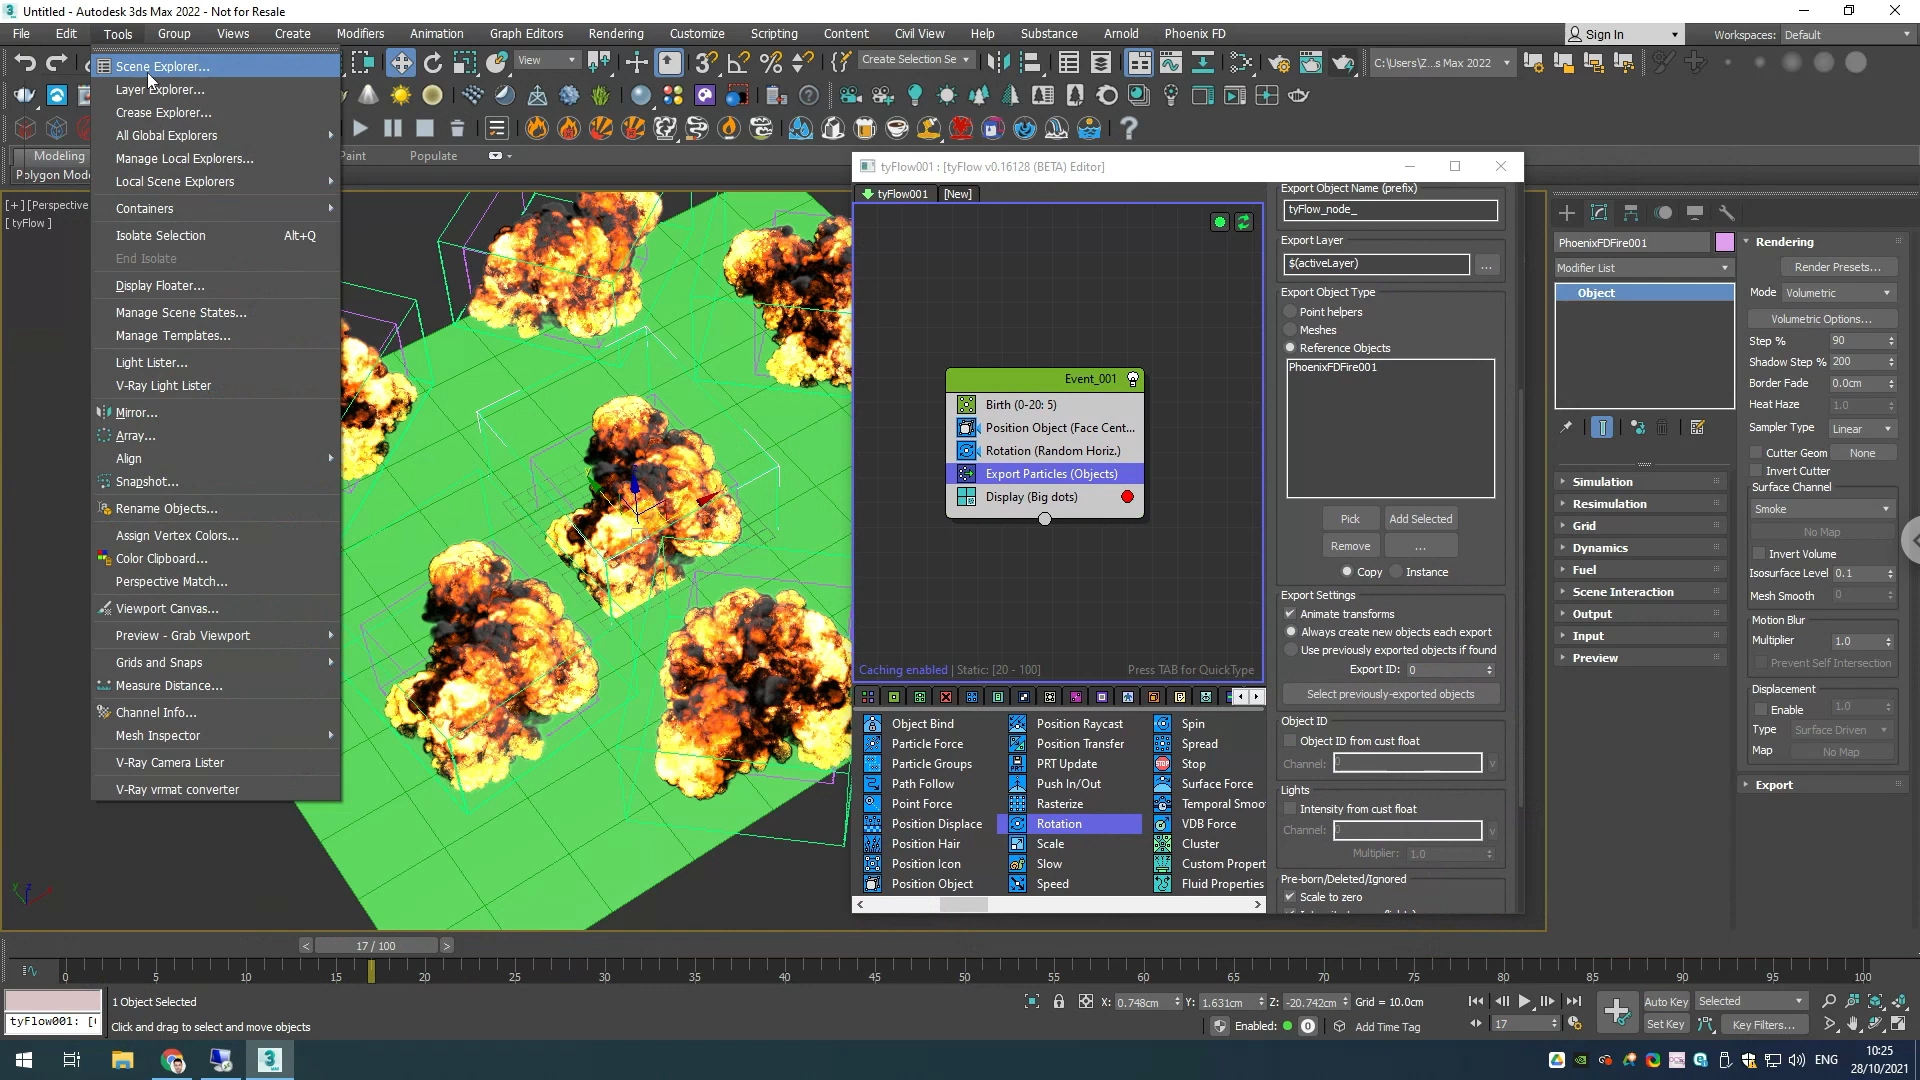 Untitled - Autodesk 3ds Max 2022 - Not for Resale
File Edit Tools Group Views Create Modifiers Animation Graph Editors Rendering Customize Scripting Content Civil View Help Substance Arnold Phoenix FD
Sign In
Workspaces: Default
View
Create Selection Se
C:\Users\Z...s Max 2022
Modeling
Paint
Populate
Polygon Mode
[+] [Perspective
[ tyFlow ]
Scene Explorer...
Layer Explorer...
Crease Explorer...
All Global Explorers
Manage Local Explorers...
Local Scene Explorers
Containers
Isolate Selection Alt+Q
End Isolate
Display Floater...
Manage Scene States...
Manage Templates...
Light Lister...
V-Ray Light Lister
Mirror...
Array...
Align
Snapshot...
Rename Objects...
Assign Vertex Colors...
Color Clipboard...
Perspective Match...
Viewport Canvas...
Preview - Grab Viewport
Grids and Snaps
Measure Distance...
Channel Info...
Mesh Inspector
V-Ray Camera Lister
V-Ray vrmat converter
tyFlow001 : [tyFlow v0.16128 (BETA) Editor]
tyFlow001 [New]
Event_001
Birth (0-20: 5)
Position Object (Face Cent...
Rotation (Random Horiz.)
Export Particles (Objects)
Display (Big dots)
Caching enabled | Static: [20 - 100]
Press TAB for QuickType
Object Bind
Particle Force
Particle Groups
Path Follow
Point Force
Position Displace
Position Hair
Position Icon
Position Object
Position Raycast
Position Transfer
PRT Update
Push In/Out
Rasterize
Rotation
Scale
Slow
Speed
Spin
Spread
Stop
Surface Force
Temporal Smoo
VDB Force
Cluster
Custom Propert
Fluid Properties
Export Object Name (prefix)
tyFlow_node_
Export Layer
$(activeLayer)
...
Export Object Type
Point helpers
Meshes
Reference Objects
PhoenixFDFire001
Pick Add Selected
Remove ...
Copy Instance
Export Settings
Animate transforms
Always create new objects each export
Use previously exported objects if found
Export ID: 0
Select previously-exported objects
Object ID
Object ID from cust float
Channel: 0
Lights
Intensity from cust float
Channel: 0
Multiplier: 1.0
Pre-born/Deleted/Ignored
Scale to zero
PhoenixFDFire001
Modifier List
Object
Simulation
Resimulation
Grid
Dynamics
Fuel
Scene Interaction
Output
Input
Preview
Rendering
Render Presets...
Mode Volumetric
Volumetric Options...
Step % 90
Shadow Step % 200
Border Fade 0.0cm
Heat Haze 1.0
Sampler Type Linear
Cutter Geom None
Invert Cutter
Surface Channel
Smoke
No Map
Invert Volume
Isosurface Level 0.1
Mesh Smooth 0
Motion Blur
Multiplier 1.0
Prevent Self Intersection
Displacement
Enable 1.0
Type Surface Driven
Map No Map
Export
< 17 / 100 >
0 5 10 15 20 25 30 35 40 45 50 55 60 65 70 75 80 85 90 95 100
1 Object Selected
X: 0.748cm Y: 1.631cm Z: -20.742cm Grid = 10.0cm
Auto Key Selected
tyFlow001: [(
Click and drag to select and move objects
Enabled: 0 Add Time Tag
17
Set Key Key Filters...
ENG
10:25
28/10/2021